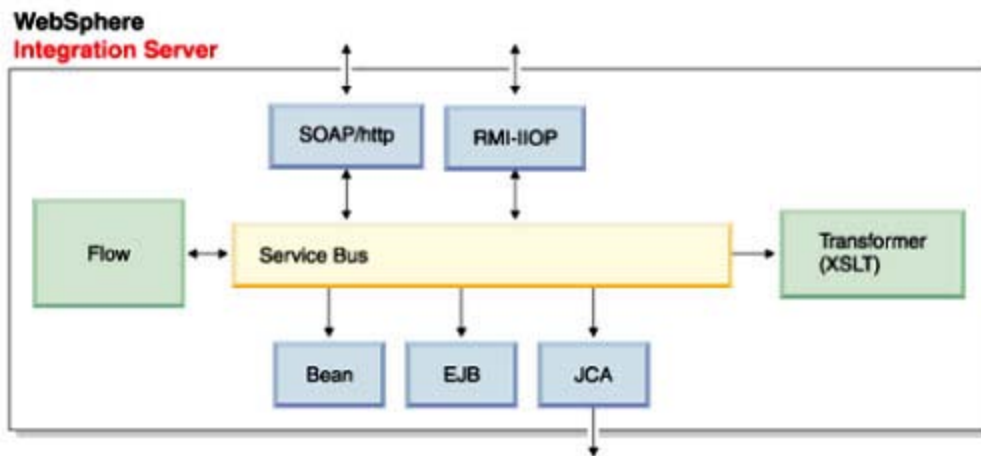 WebSphere
Integration Server
SOAP/http
RMI-IIOP
Flow
Service Bus
Transformer
(XSLT)
Bean
EJB
JCA